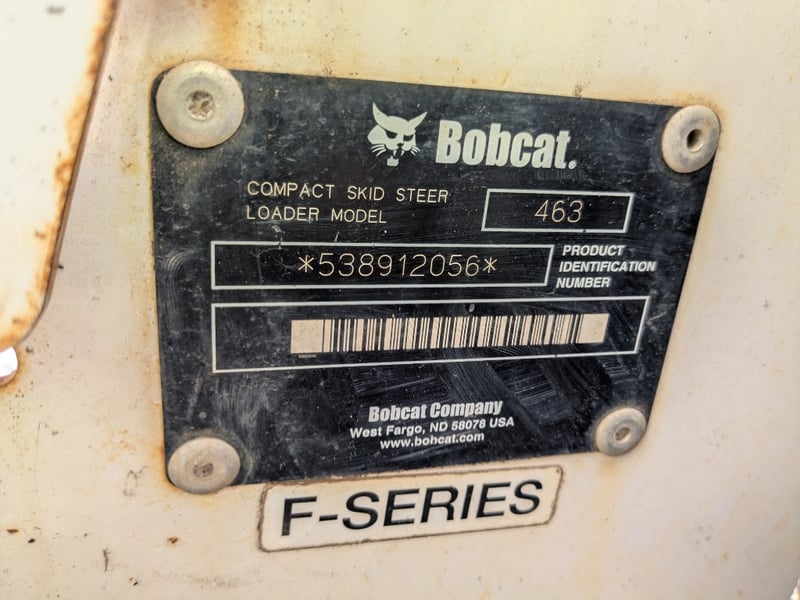 Bobcat.
COMPACT SKID STEER
LOADER MODEL
463
*538912056*
PRODUCT
IDENTIFICATION
NUMBER
Bobcat Company
West Fargo, ND 58078 USA
www.bobcat.com
F-SERIES